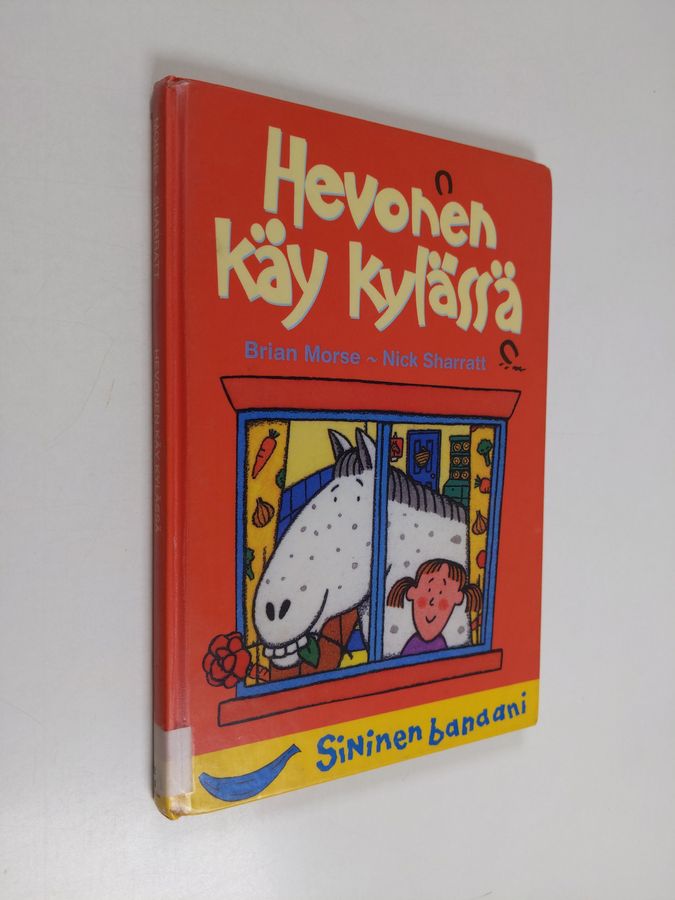 Hevonen
käy kylässä
Brian Morse ~ Nick Sharratt
Sininen banaani
MORSE • SHARRATT
HEVONEN KÄY KYLÄSSÄ